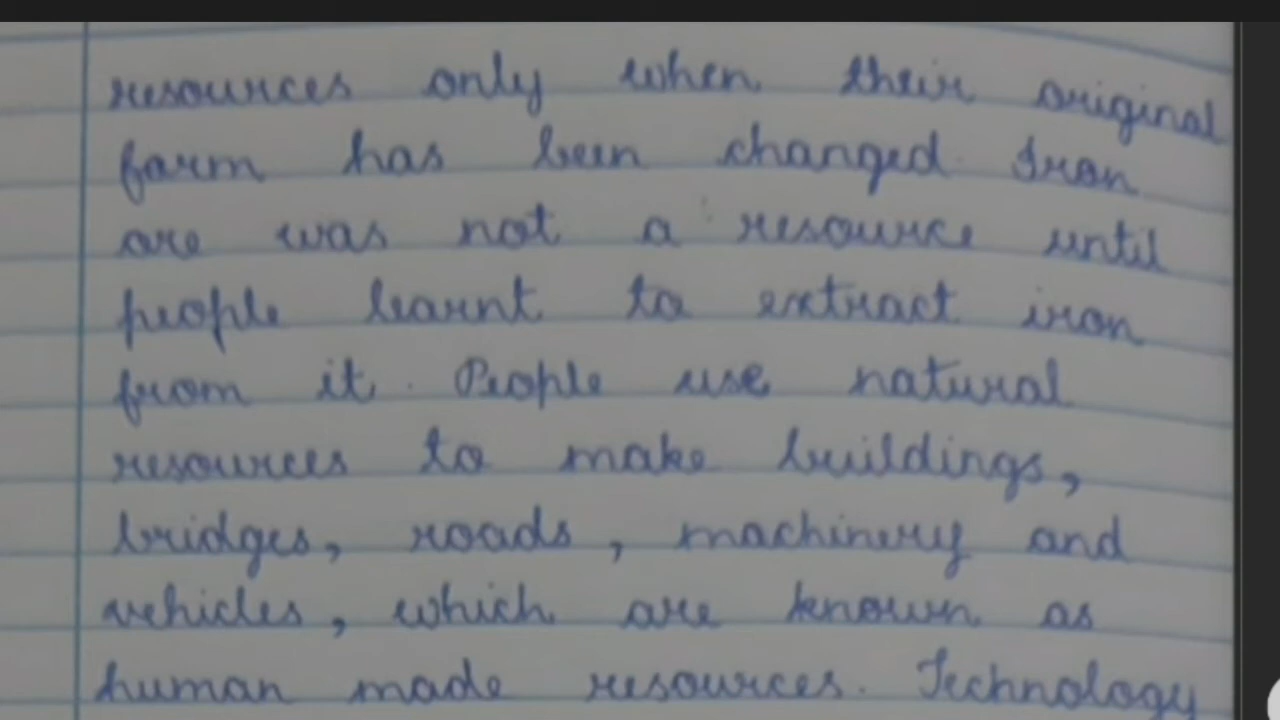 resources only when their original
form has been changed. Iron
ore was not a resource until
people learnt to extract iron
from it. People use natural
resources to make buildings,
bridges, roads, machinery and
vehicles, which are known as
human made resources. Technology